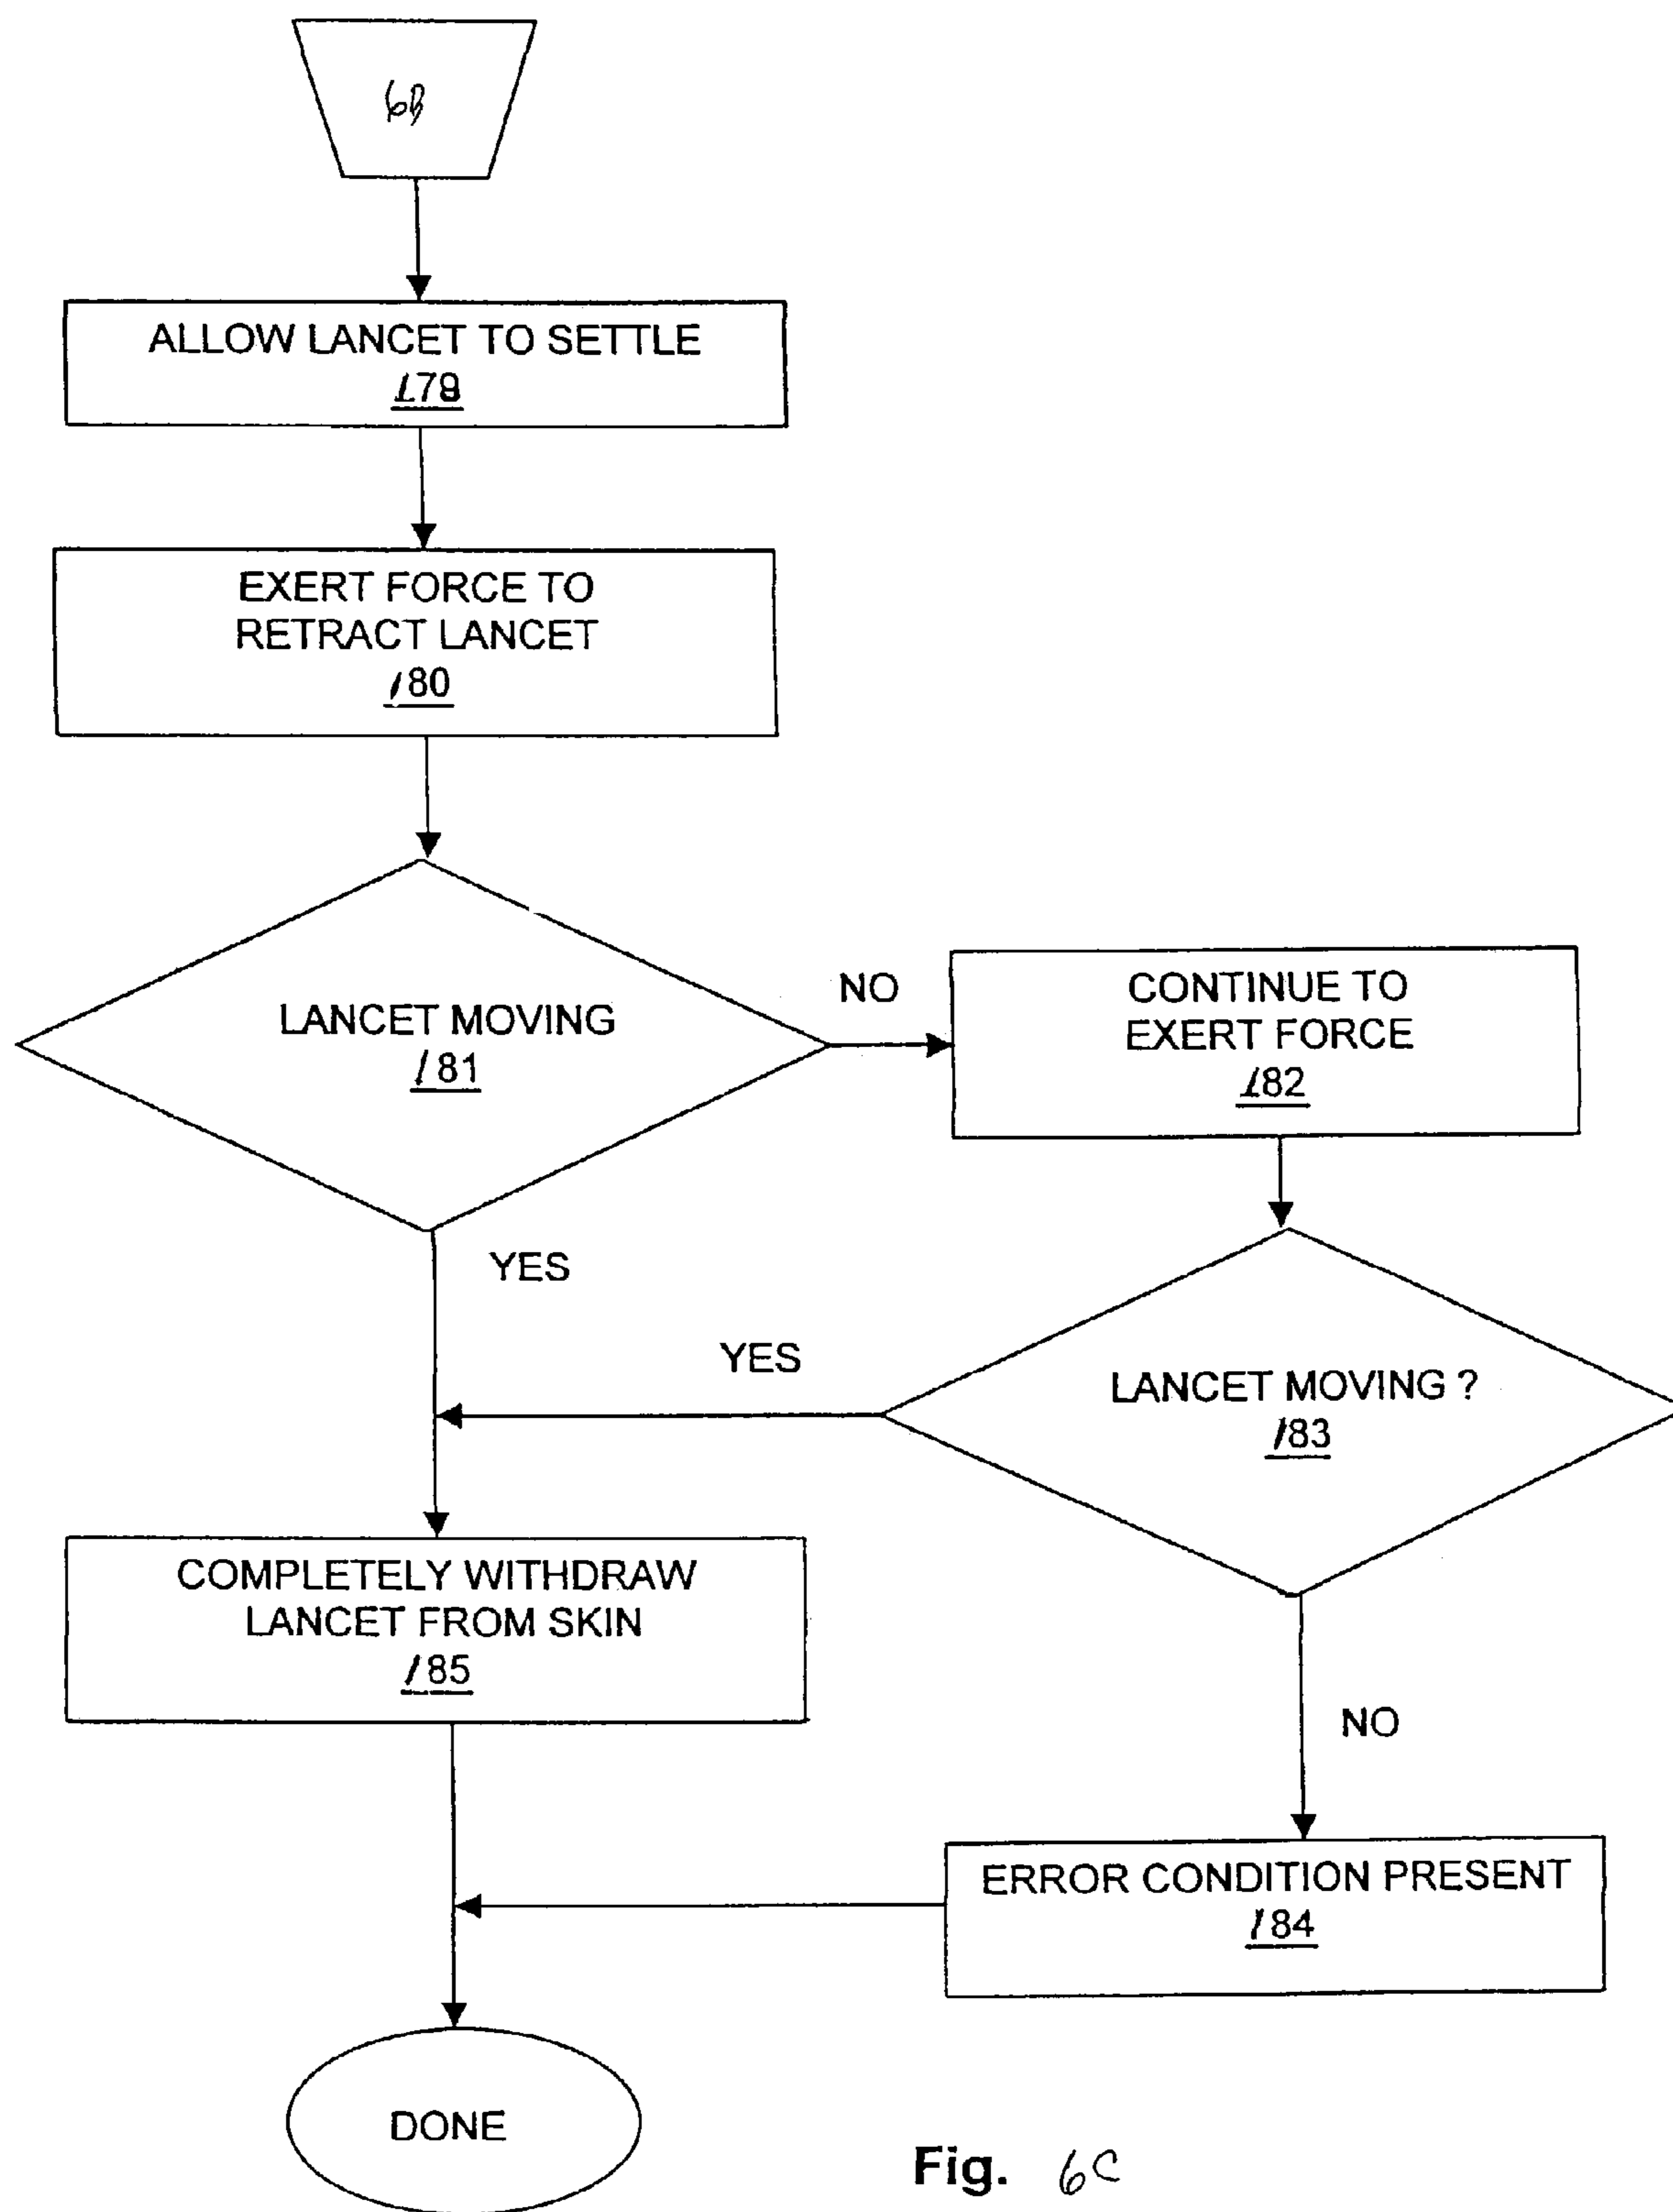 6B
ALLOW LANCET TO SETTLE
179
EXERT FORCE TO
RETRACT LANCET
180
LANCET MOVING
181
NO
CONTINUE TO
EXERT FORCE
182
YES
YES
LANCET MOVING ?
183
COMPLETELY WITHDRAW
LANCET FROM SKIN
185
NO
ERROR CONDITION PRESENT
184
DONE
Fig. 6C